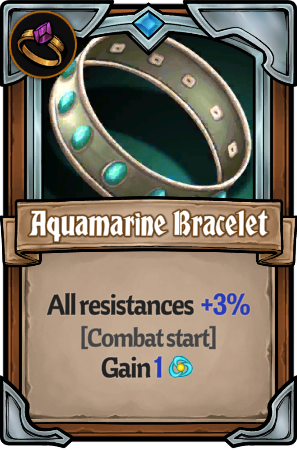 Aquamarine Bracelet
All resistances +3%
[Combat start]
Gain 1